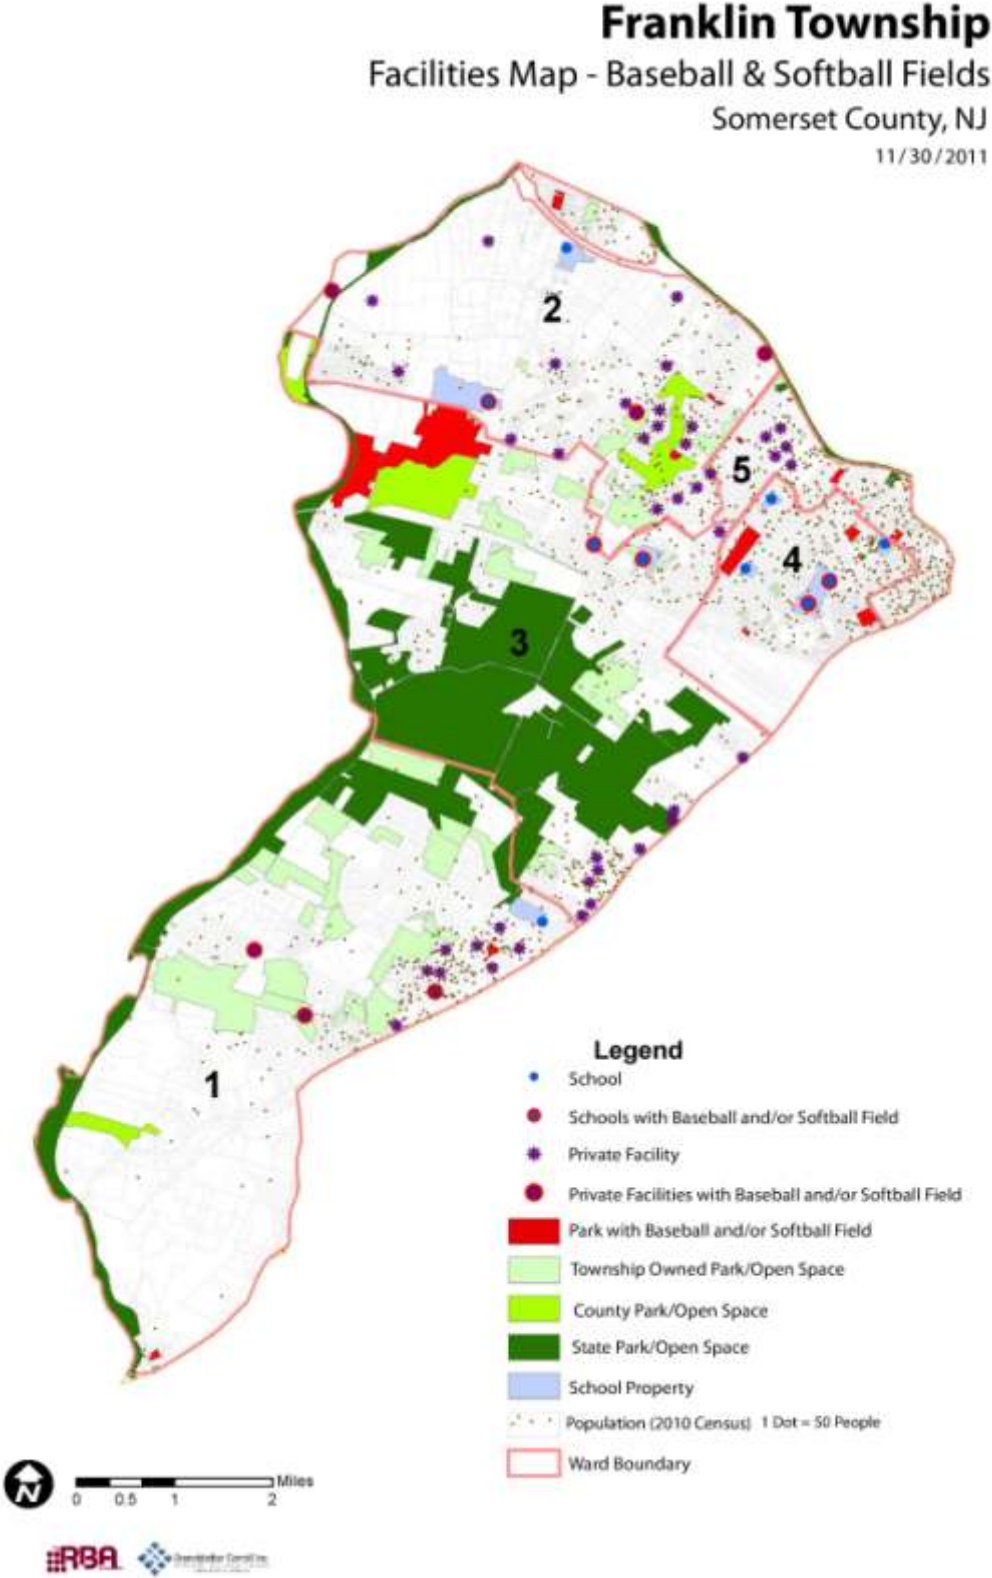 Franklin Township
Facilities Map - Baseball & Softball Fields
Somerset County, NJ
11/30/2011
2
5
4
3
1
Legend
School
Schools with Baseball and/or Softball Field
Private Facility
Private Facilities with Baseball and/or Softball Field
Park with Baseball and/or Softball Field
Township Owned Park/Open Space
County Park/Open Space
State Park/Open Space
School Property
Population (2010 Census) 1 Dot = 50 People
Ward Boundary
N
Miles
0 0.5 1 2
RBA